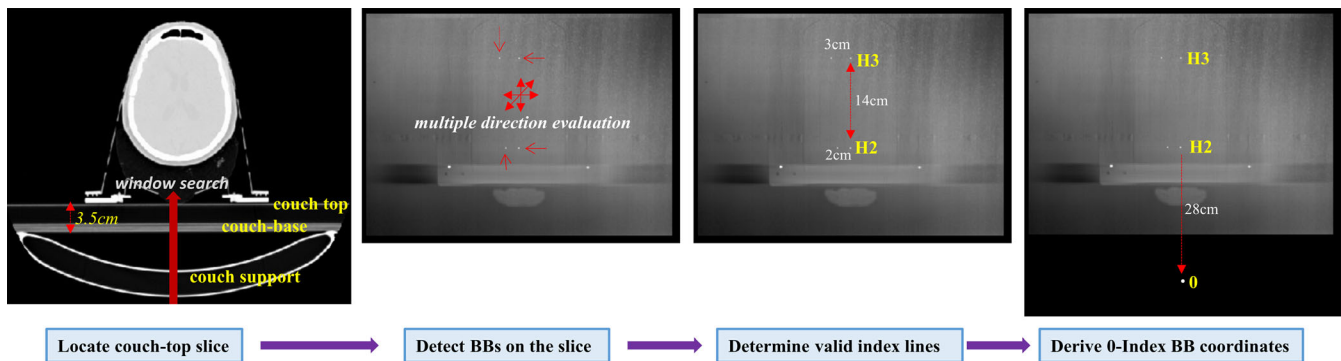 window search
couch top
3.5cm
couch-base
couch support
multiple direction evaluation
3cm
H3
14cm
2cm
H2
H3
H2
28cm
0
Locate couch-top slice
Detect BBs on the slice
Determine valid index lines
Derive 0-Index BB coordinates